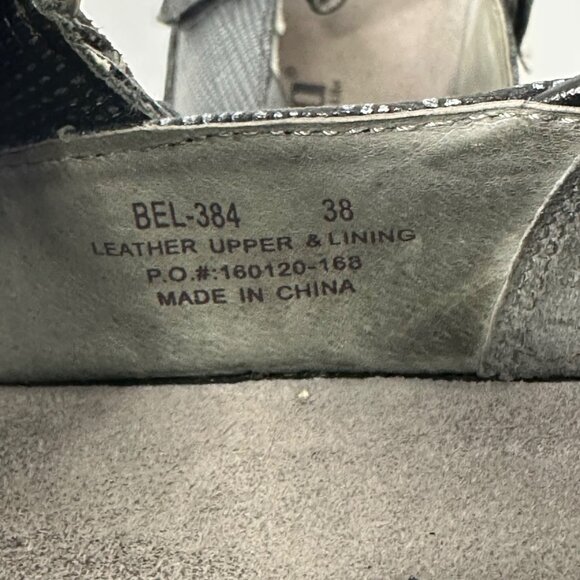 BEL-384 38
LEATHER UPPER & LINING
P.O.#:160120-168
MADE IN CHINA